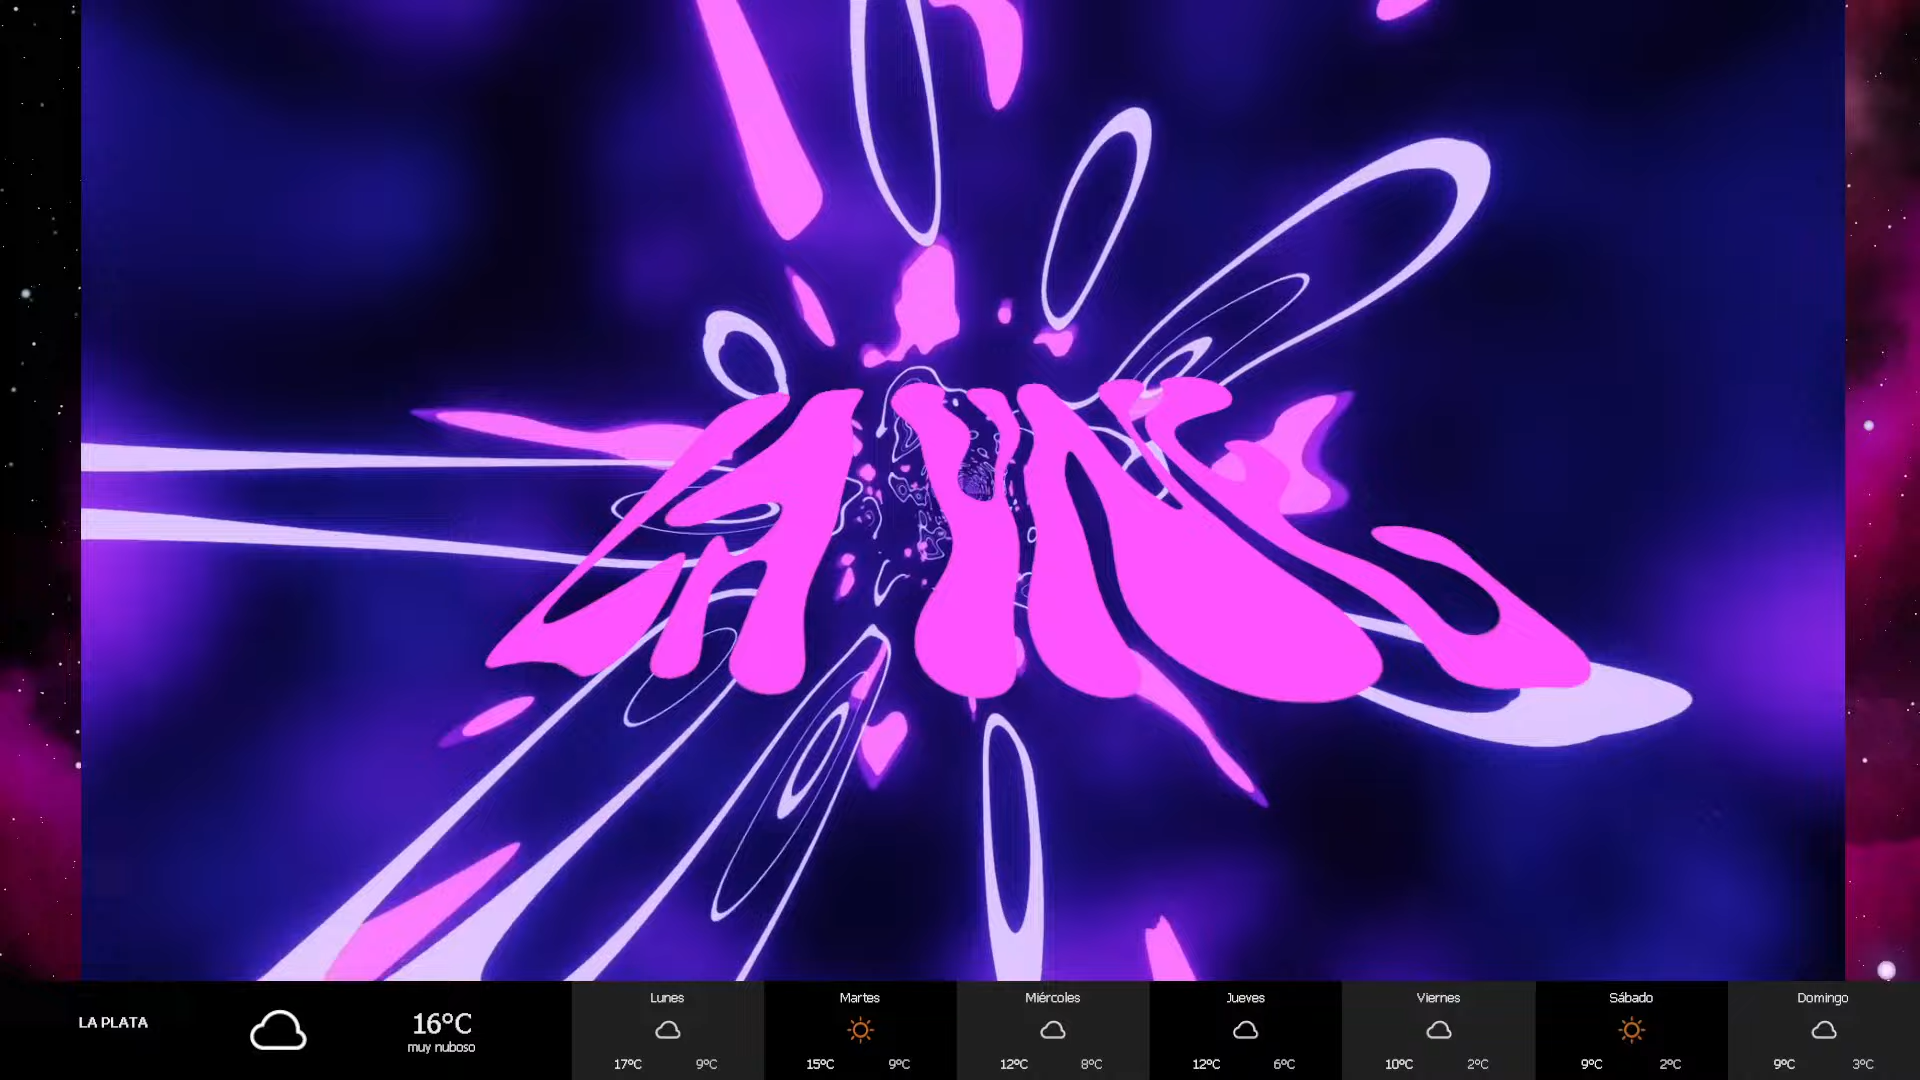 LA PLATA
16°C
muy nuboso
Lunes
17°C 9°C
Martes
15°C 9°C
Miércoles
12°C 8°C
Jueves
12°C 6°C
Viernes
10°C 2°C
Sábado
9°C 2°C
Domingo
9°C 3°C